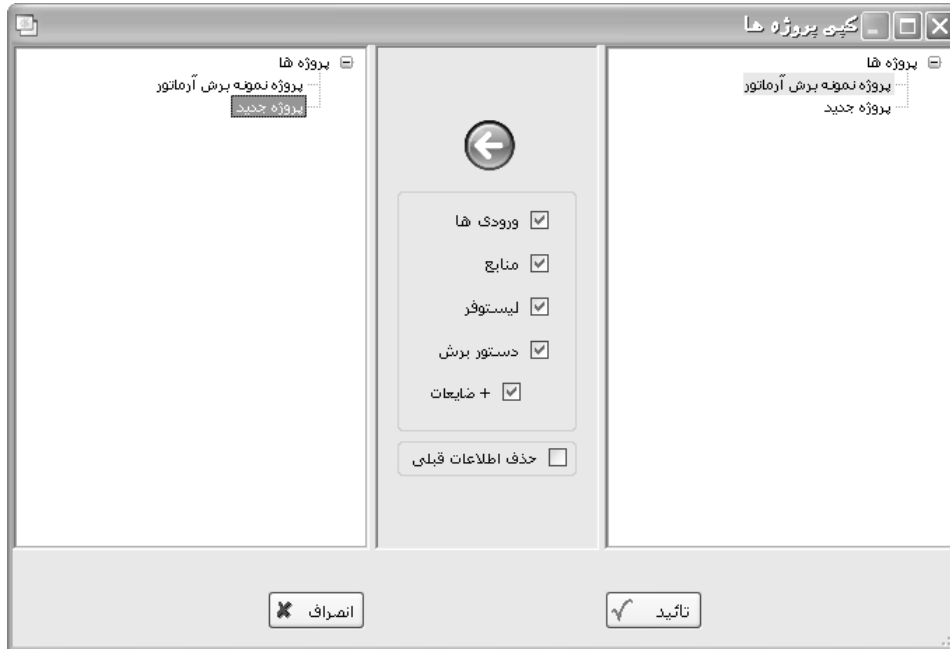 کپی پروژه ها
پروژه ها
پروژه نمونه برش آرماتور
پروژه جدید
ورودی ها
منابع
لیستوفر
دستور برش
+ ضایعات
حذف اطلاعات قبلی
پروژه ها
پروژه نمونه برش آرماتور
پروژه جدید
تائید
انصراف